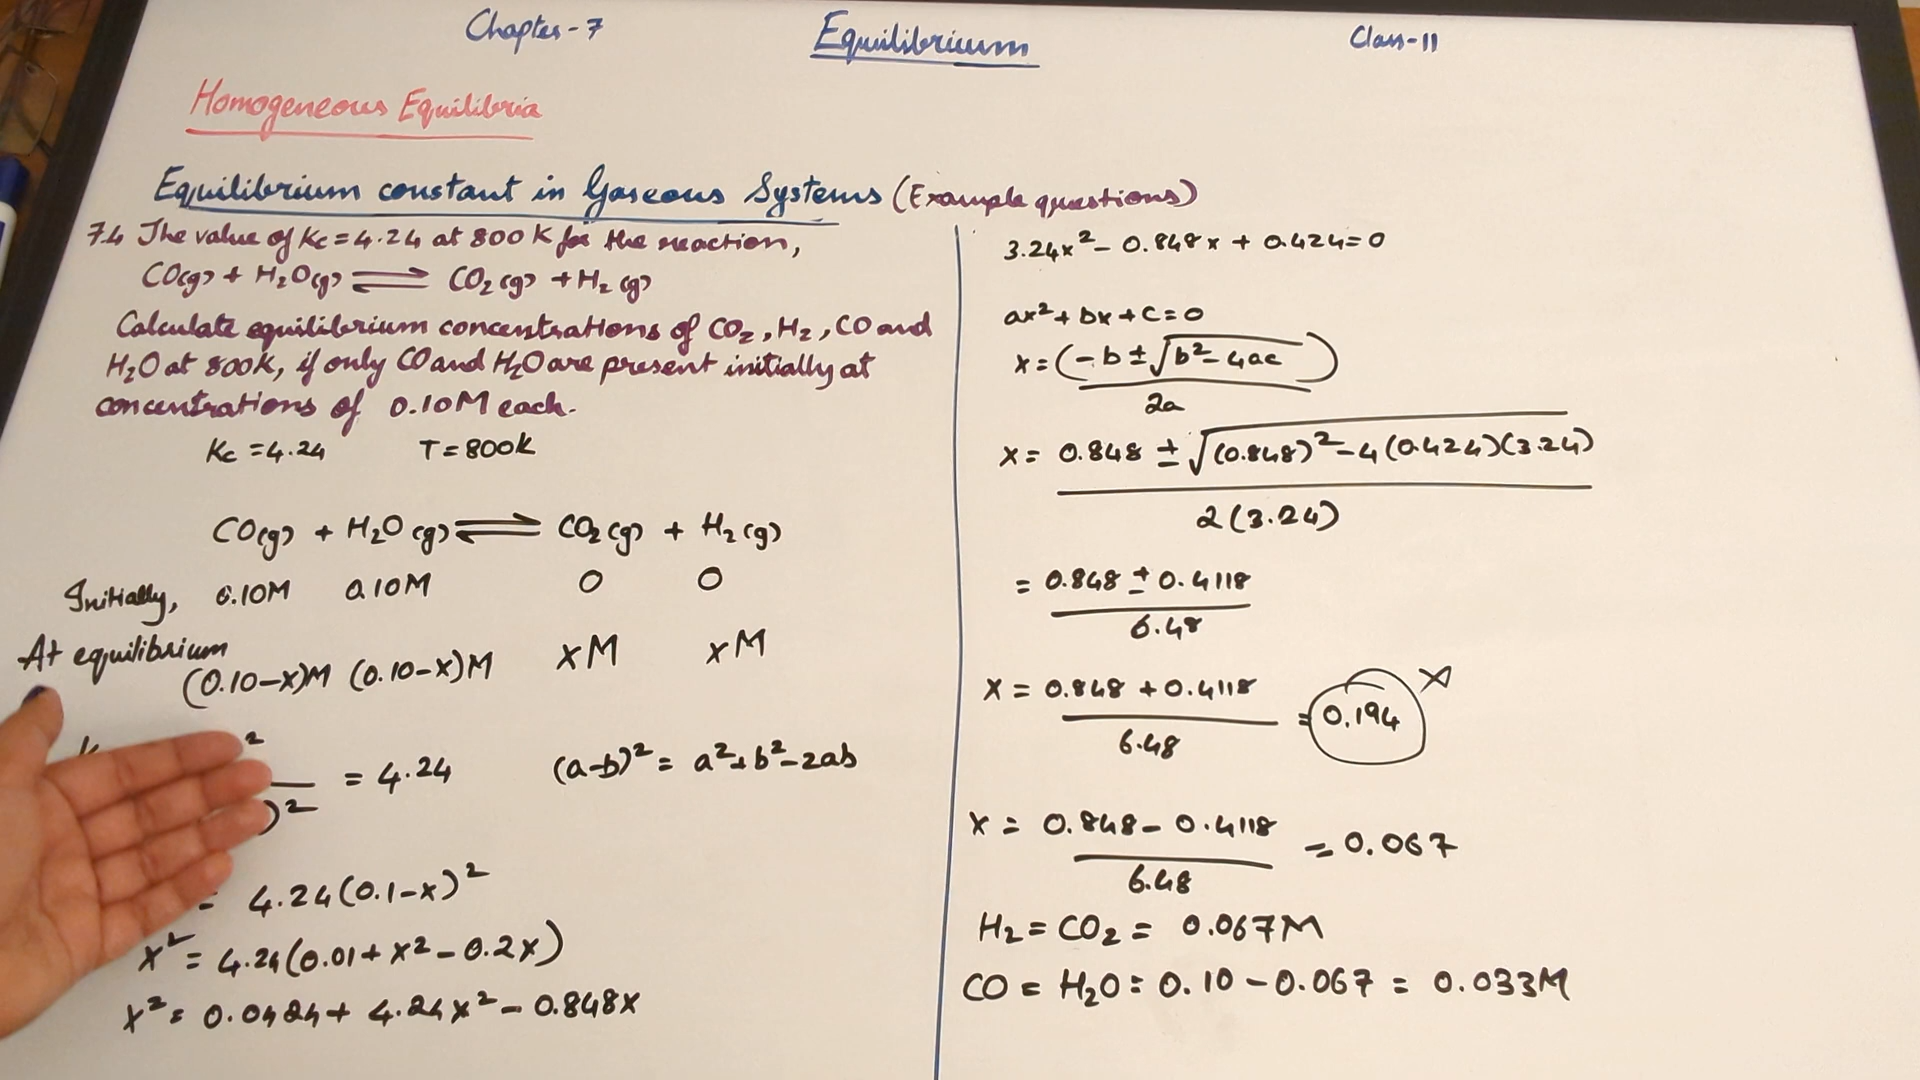 Chapter-7 Equilibrium Class-11
Homogeneous Equilibria
Equilibrium constant in Gaseous Systems (Example questions)
7.4 The value of Kc = 4.24 at 800K for the reaction,
CO(g) + H₂O(g) ⇌ CO₂(g) + H₂(g)
Calculate equilibrium concentrations of CO₂, H₂, CO and
H₂O at 800K, if only CO and H₂O are present initially at
concentrations of 0.10M each.
Kc = 4.24 T = 800K
CO(g) + H₂O(g) ⇌ CO₂(g) + H₂(g)
Initially, 0.10M 0.10M 0 0
At equilibrium
(0.10-x)M (0.10-x)M xM xM
2
)² = 4.24 (a-b)² = a²+b²-2ab
= 4.24(0.1-x)²
x² = 4.24(0.01+x²-0.2x)
x² = 0.0424+ 4.24x² - 0.848x
3.24x² - 0.848x + 0.424=0
ax²+bx+c=0
x = (-b ± √b²-4ac)
2a
x = 0.848 ± √(0.848)²-4(0.424)(3.24)
2(3.24)
= 0.848 ± 0.4118
6.48
x = 0.848 + 0.4118 = 0.194 x
6.48
x = 0.848 - 0.4118 = 0.067
6.48
H₂ = CO₂ = 0.067M
CO = H₂O = 0.10 - 0.067 = 0.033M